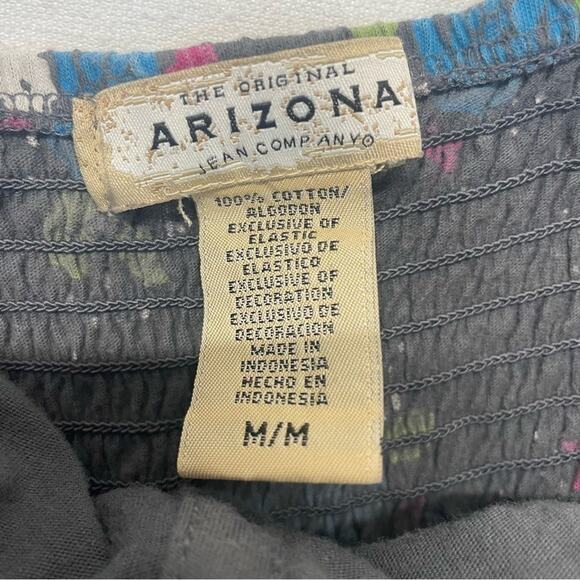 THE ORIGINAL
ARIZONA
JEAN COMPANY
100% COTTON/
ALGODON
EXCLUSIVE OF
ELASTIC
EXCLUSIVO DE
ELASTICO
EXCLUSIVE OF
DECORATION
EXCLUSIVO DE
DECORACION
MADE IN
INDONESIA
HECHO EN
INDONESIA
M/M